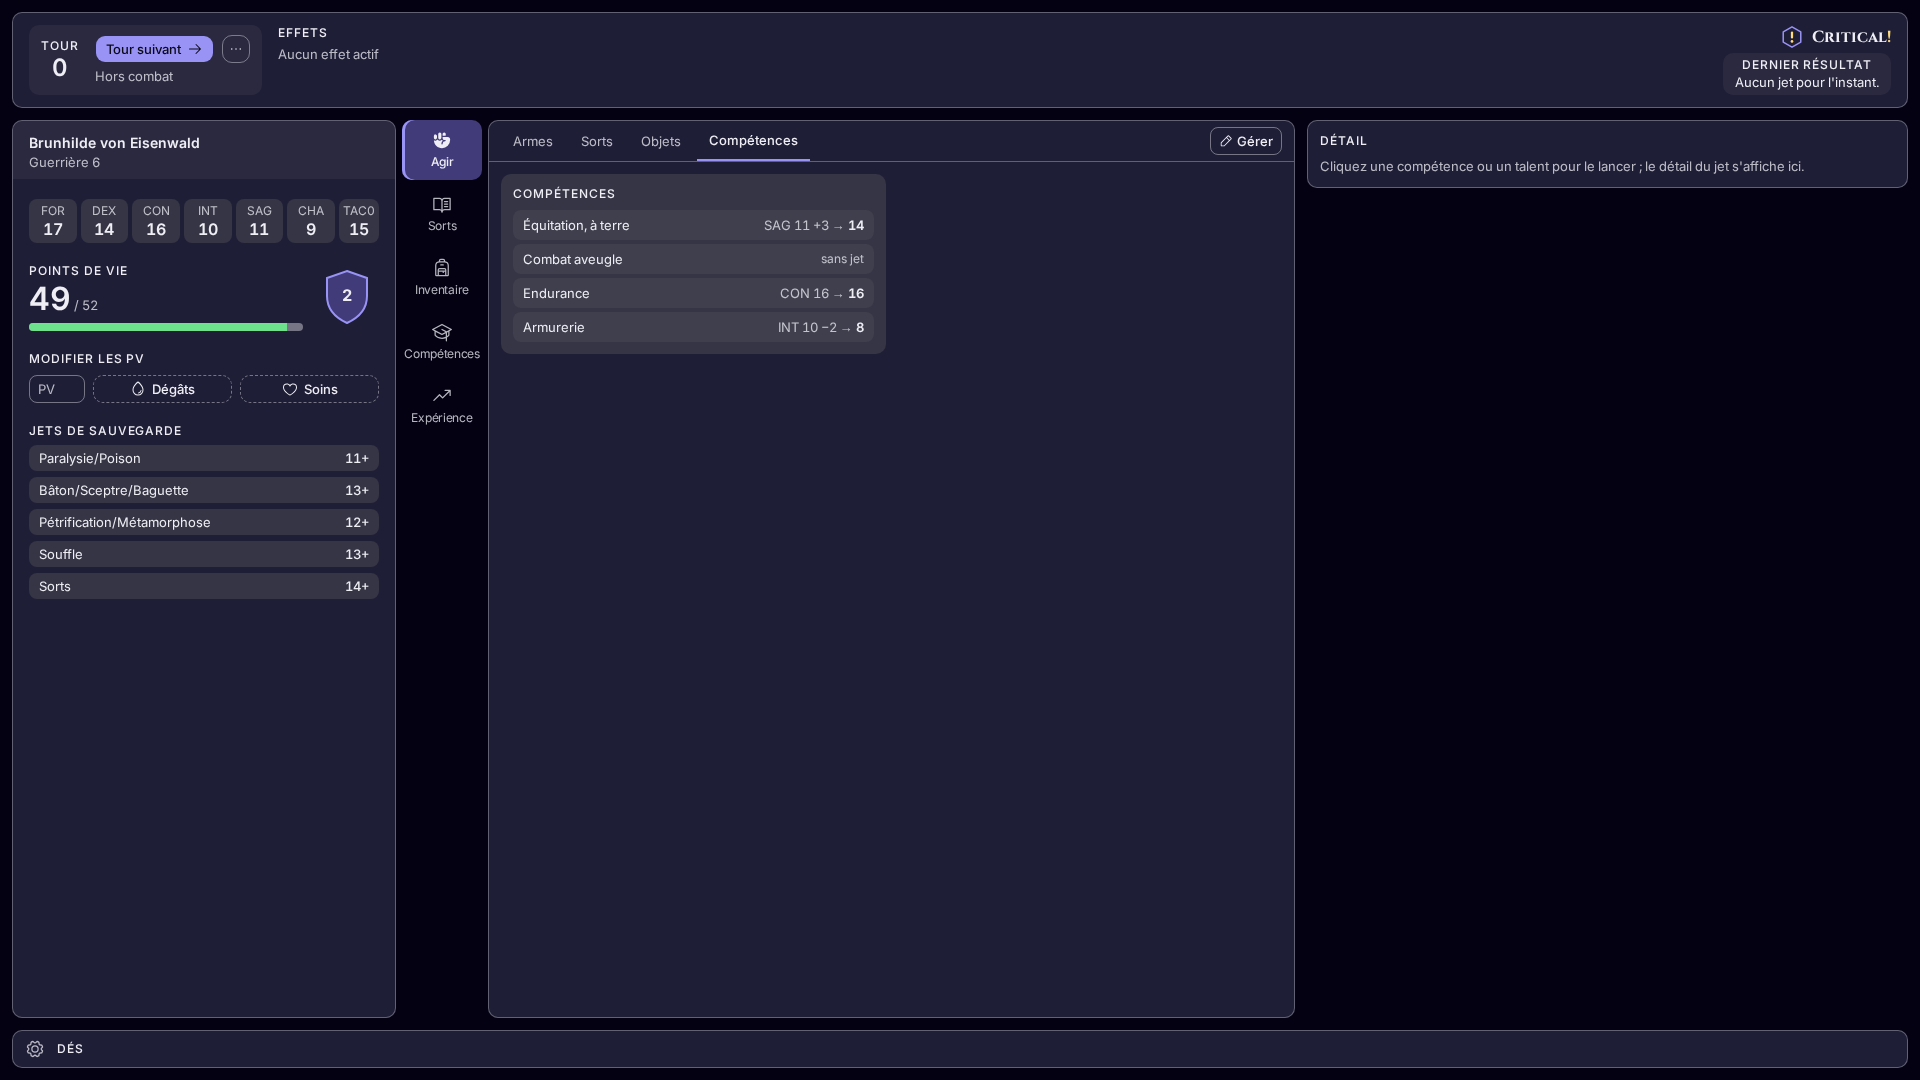 TOUR
0
Tour suivant →
...
Hors combat
EFFETS
Aucun effet actif
CRITICAL!
DERNIER RÉSULTAT
Aucun jet pour l'instant.
Brunhilde von Eisenwald
Guerrière 6
FOR DEX CON INT SAG CHA TAC0
17 14 16 10 11 9 15
POINTS DE VIE
49 / 52
2
MODIFIER LES PV
PV Dégâts Soins
JETS DE SAUVEGARDE
Paralysie/Poison 11+
Bâton/Sceptre/Baguette 13+
Pétrification/Métamorphose 12+
Souffle 13+
Sorts 14+
Agir
Sorts
Inventaire
Compétences
Expérience
Armes Sorts Objets Compétences Gérer
COMPÉTENCES
Équitation, à terre SAG 11 +3 → 14
Combat aveugle sans jet
Endurance CON 16 → 16
Armurerie INT 10 −2 → 8
DÉTAIL
Cliquez une compétence ou un talent pour le lancer ; le détail du jet s'affiche ici.
DÉS